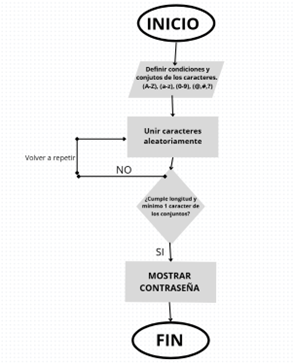 INICIO
Definir condiciones y
conjutos de los caracteres.
(A-Z), (a-z), (0-9), (@,#,?)
Unir caracteres
aleatoriamente
Volver a repetir
NO
¿Cumple longitud y
minimo 1 caracter de
los conjuntos?
SI
MOSTRAR
CONTRASEÑA
FIN